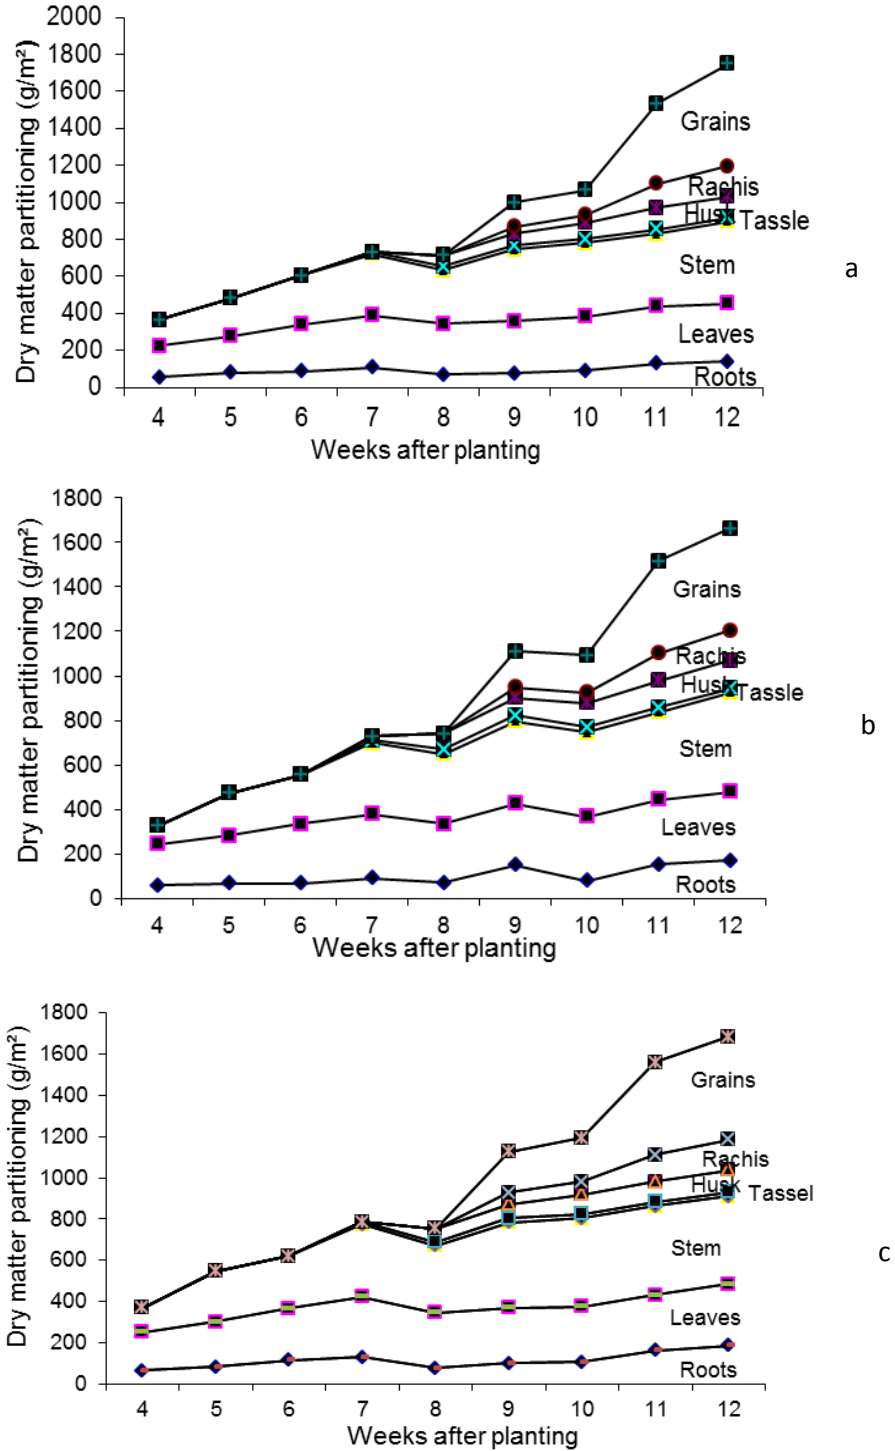 Dry matter partitioning (g/m²)
2000
1800
1600
1400
1200
1000
800
600
400
200
0
Grains
Rachis
Husk
Tassle
Stem
Leaves
Roots
4 5 6 7 8 9 10 11 12
Weeks after planting
a
Dry matter partitioning (g/m²)
1800
1600
1400
1200
1000
800
600
400
200
0
Grains
Rachis
Husk
Tassle
Stem
Leaves
Roots
4 5 6 7 8 9 10 11 12
Weeks after planting
b
Dry matter partitioning (g/m²)
1800
1600
1400
1200
1000
800
600
400
200
0
Grains
Rachis
Husk
Tassel
Stem
Leaves
Roots
4 5 6 7 8 9 10 11 12
Weeks after planting
c